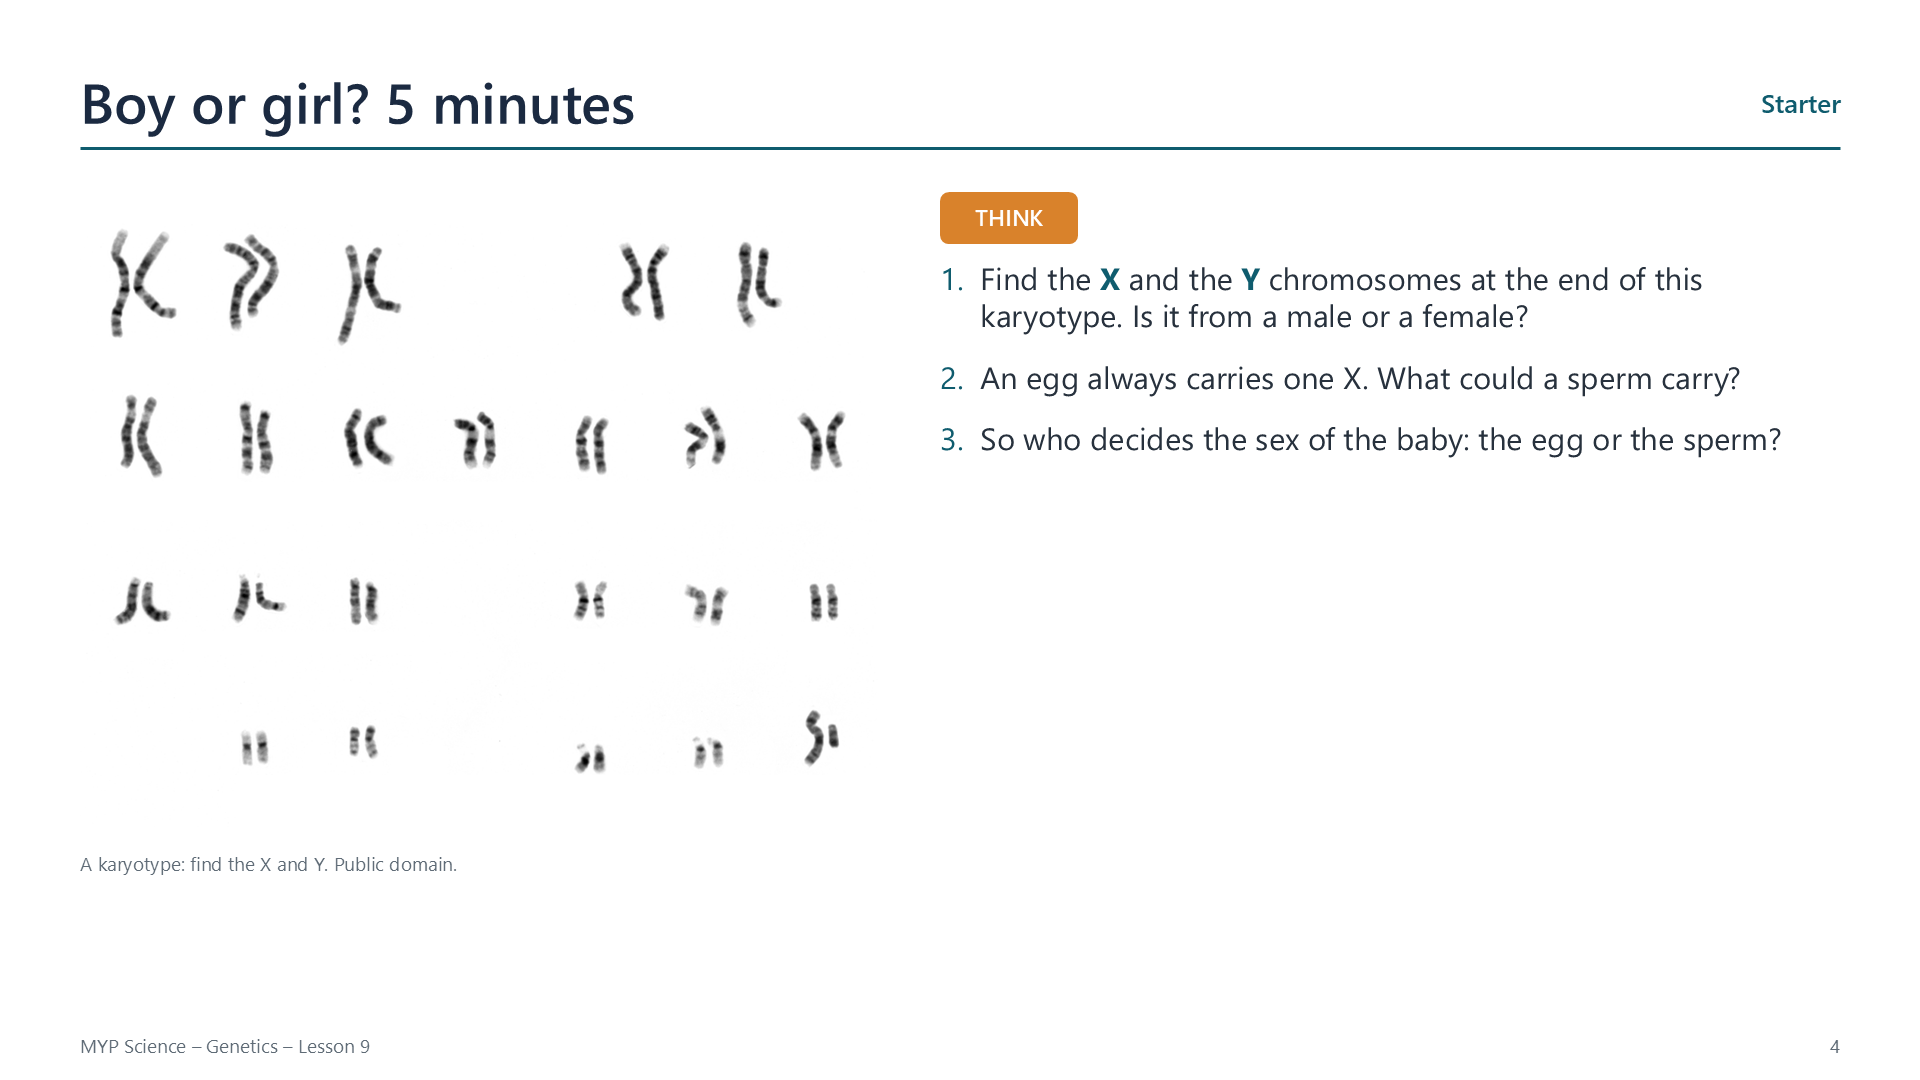 Boy or girl? 5 minutes
Starter
THINK
1. Find the X and the Y chromosomes at the end of this
karyotype. Is it from a male or a female?
2. An egg always carries one X. What could a sperm carry?
3. So who decides the sex of the baby: the egg or the sperm?
A karyotype: find the X and Y. Public domain.
MYP Science – Genetics – Lesson 9
4